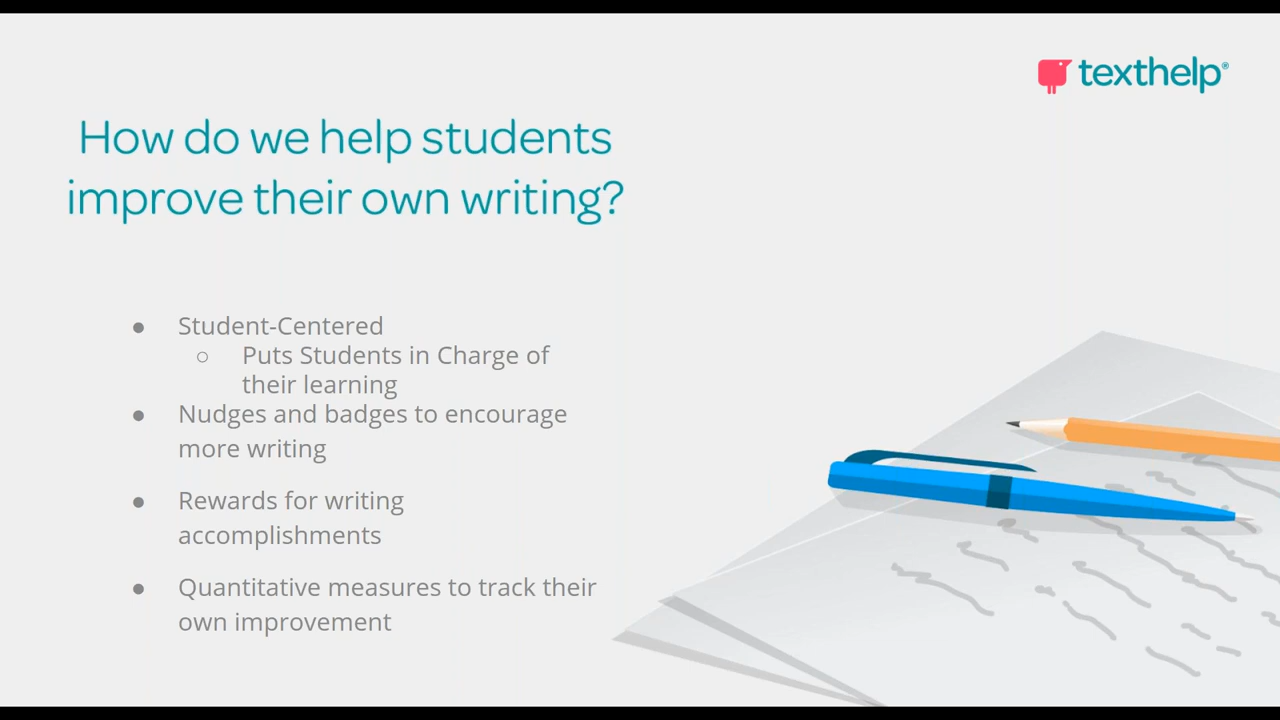 texthelp®
How do we help students
improve their own writing?
● Student-Centered
○ Puts Students in Charge of
their learning
● Nudges and badges to encourage
more writing
● Rewards for writing
accomplishments
● Quantitative measures to track their
own improvement